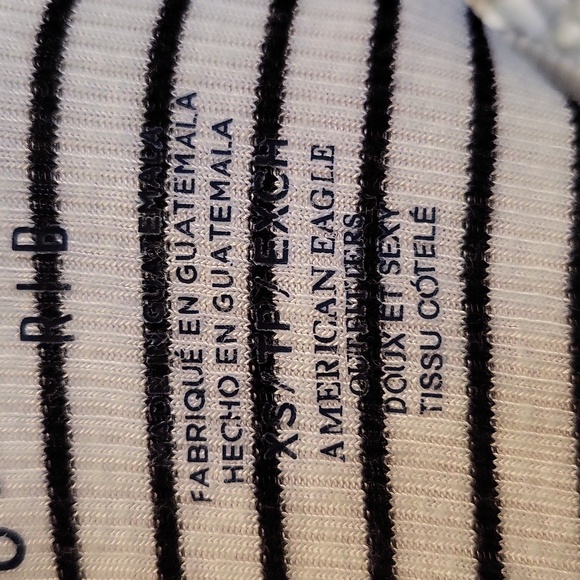 RIB
MADE IN GUATEMALA
FABRIQUÉ EN GUATEMALA
HECHO EN GUATEMALA
XS / TP / EXCH
AMERICAN EAGLE
OUTFITTERS
DOUX ET SEXY
TISSU CÔTELÉ